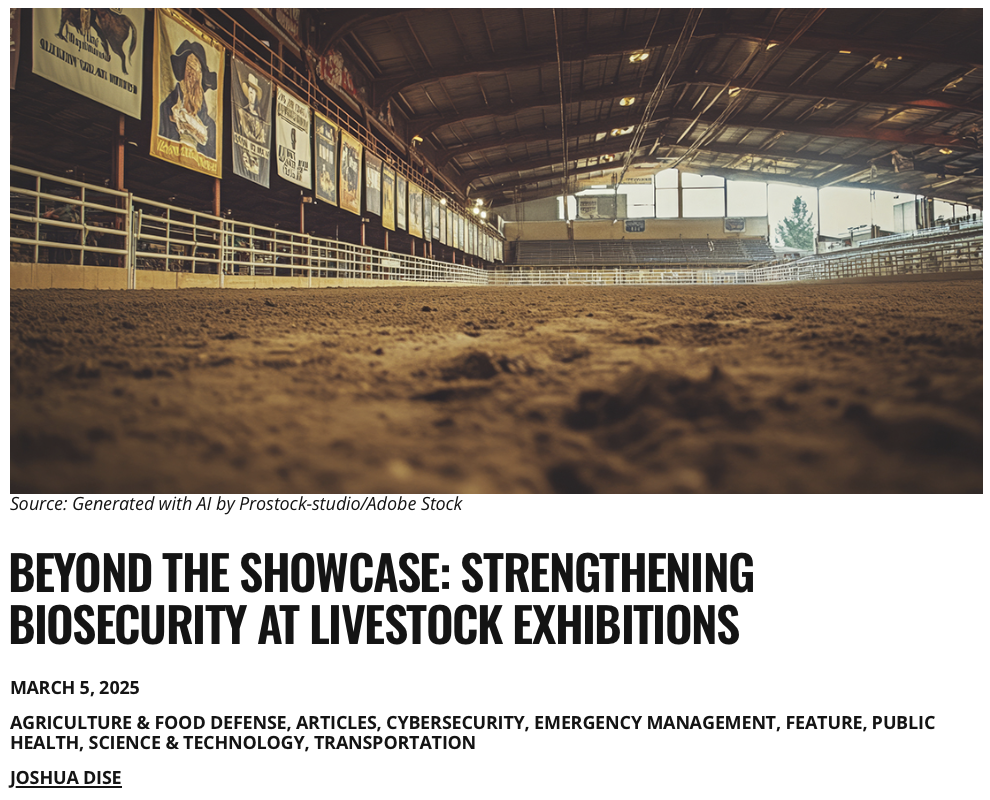 Source: Generated with AI by Prostock-studio/Adobe Stock
BEYOND THE SHOWCASE: STRENGTHENING
BIOSECURITY AT LIVESTOCK EXHIBITIONS
MARCH 5, 2025
AGRICULTURE & FOOD DEFENSE, ARTICLES, CYBERSECURITY, EMERGENCY MANAGEMENT, FEATURE, PUBLIC
HEALTH, SCIENCE & TECHNOLOGY, TRANSPORTATION
JOSHUA DISE